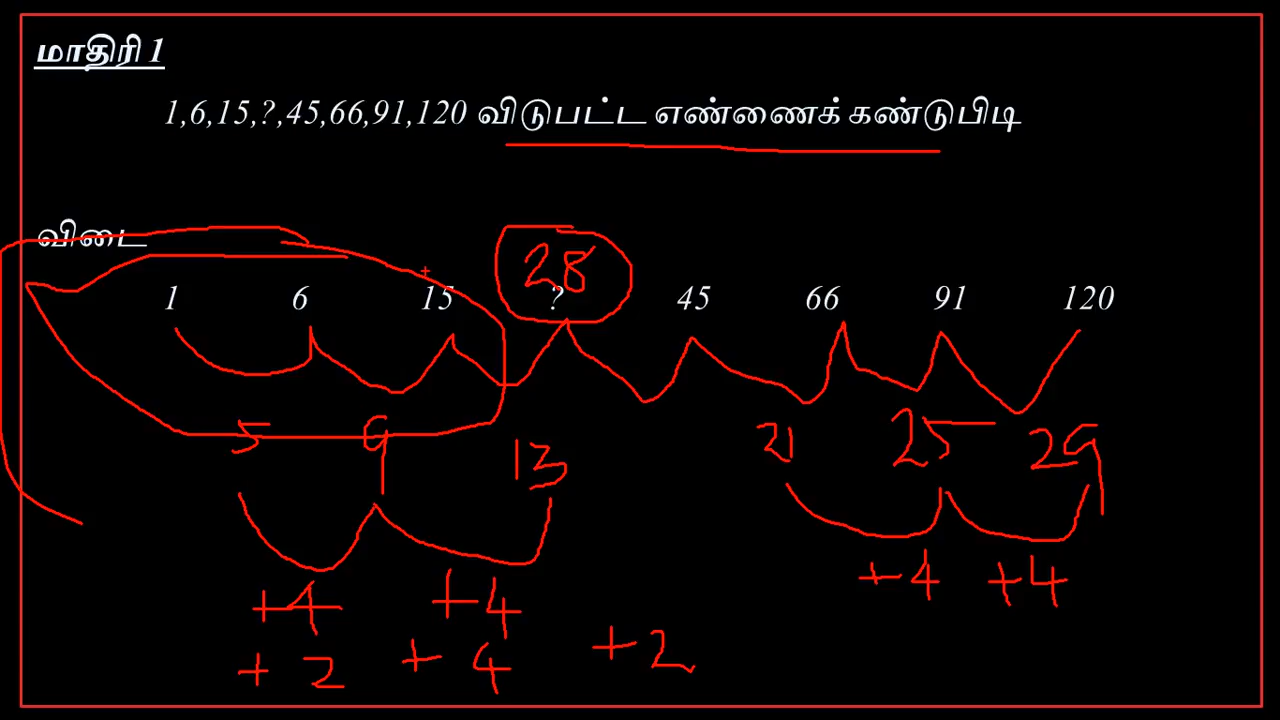 மாதிரி 1
1,6,15,?,45,66,91,120 விடுபட்ட எண்ணைக் கண்டுபிடி
விடை
28
1 6 15 ? 45 66 91 120
5 9 13 21 25 29
+4 +4 +4 +4
+ 2 + 4 +2